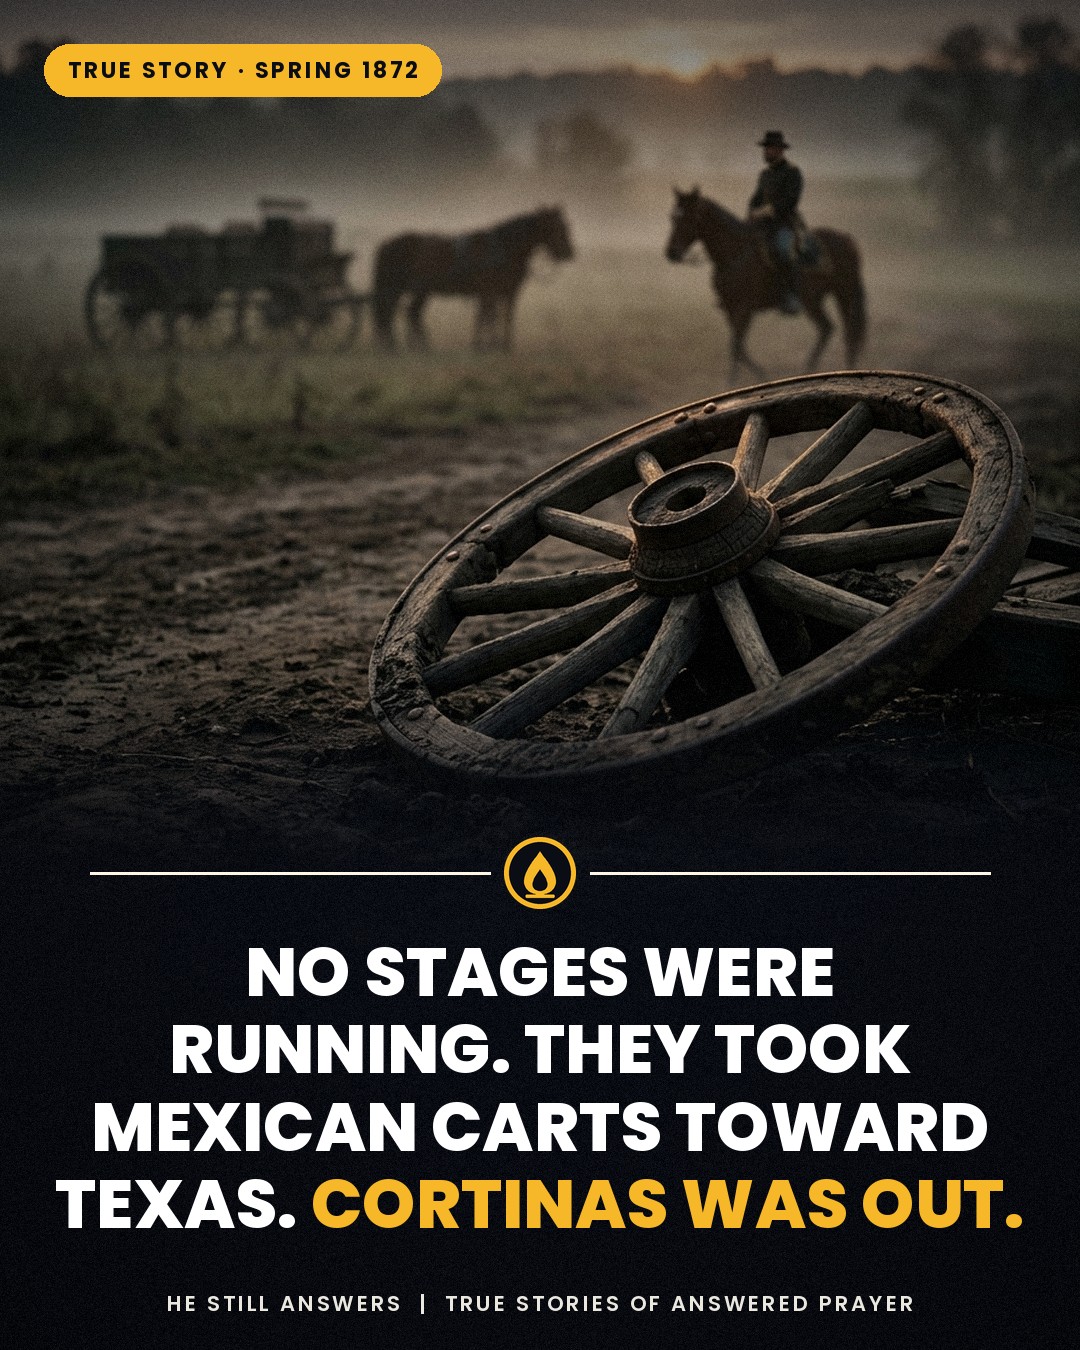 TRUE STORY · SPRING 1872
NO STAGES WERE
RUNNING. THEY TOOK
MEXICAN CARTS TOWARD
TEXAS. CORTINAS WAS OUT.
HE STILL ANSWERS | TRUE STORIES OF ANSWERED PRAYER